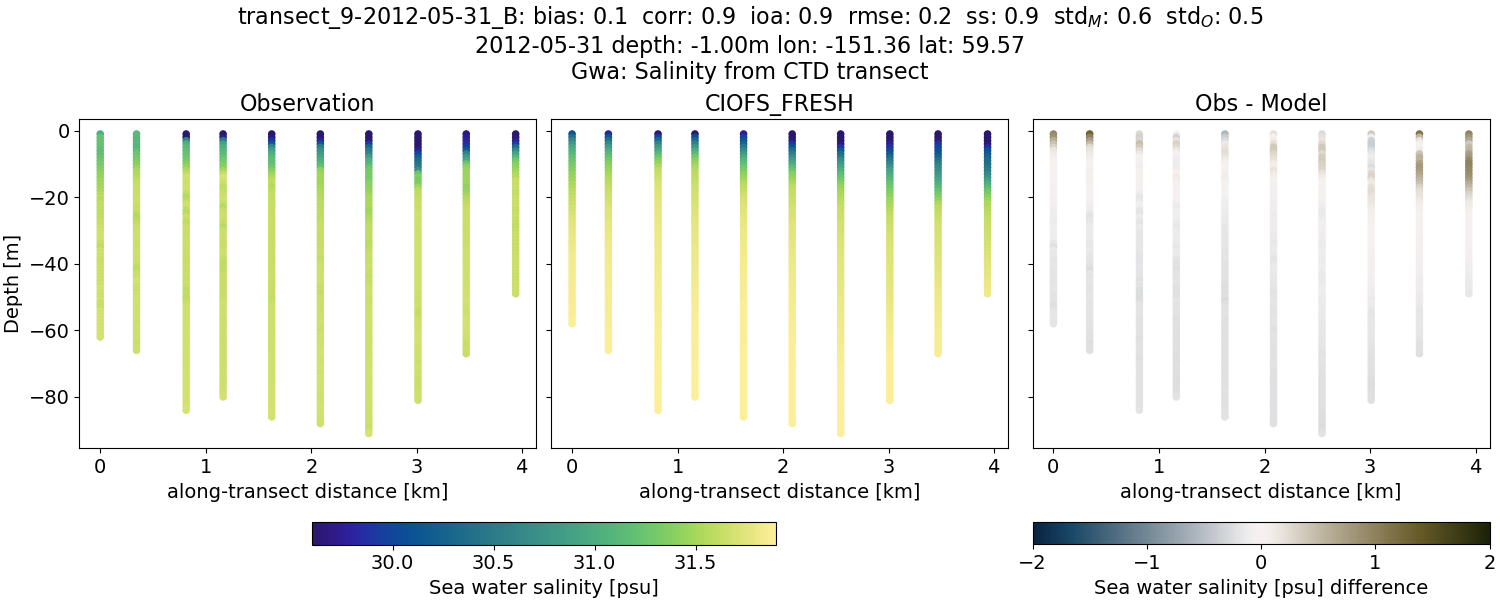 transect_9-2012-05-31_B: bias: 0.1 corr: 0.9 ioa: 0.9 rmse: 0.2 ss: 0.9 std_M: 0.6 std_O: 0.5
2012-05-31 depth: -1.00m lon: -151.36 lat: 59.57
Gwa: Salinity from CTD transect
Observation
CIOFS_FRESH
Obs - Model
Depth [m]
0
−20
−40
−60
−80
0 1 2 3 4
0 1 2 3 4
0 1 2 3 4
along-transect distance [km]
along-transect distance [km]
along-transect distance [km]
30.0 30.5 31.0 31.5
Sea water salinity [psu]
−2 −1 0 1 2
Sea water salinity [psu] difference